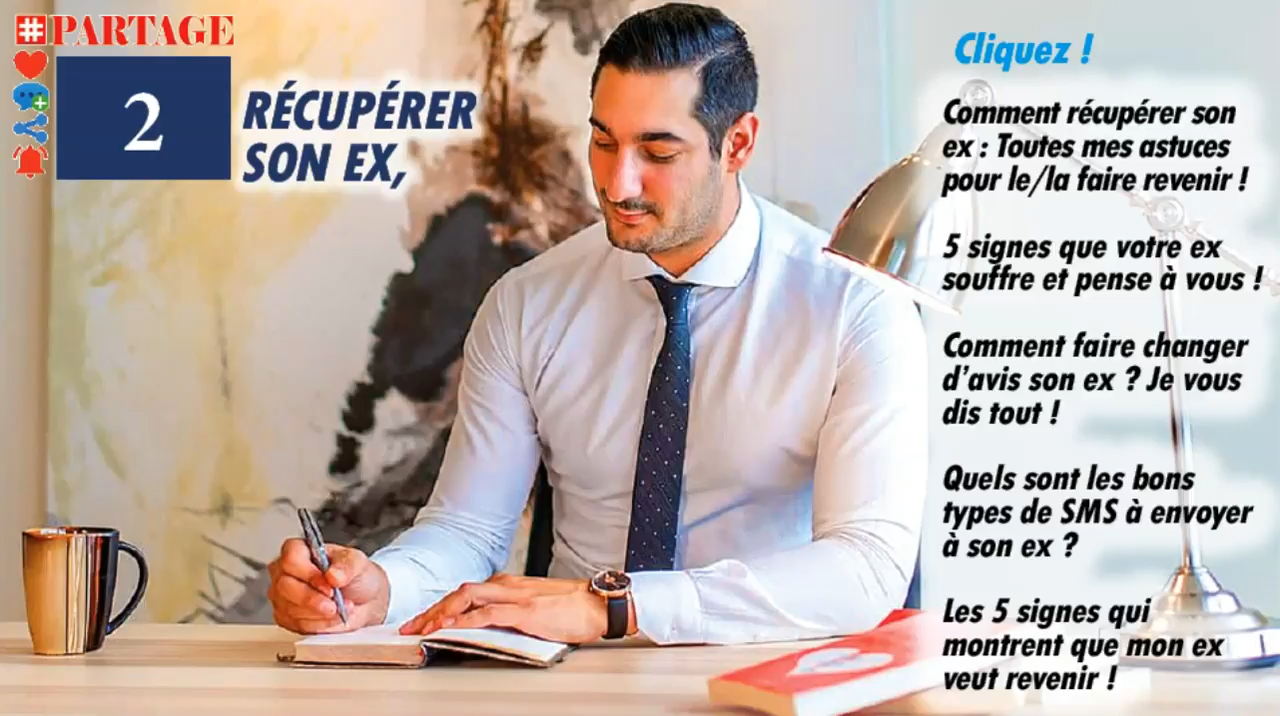 #PARTAGE
2
RÉCUPÉRER
SON EX,
Cliquez !
Comment récupérer son
ex : Toutes mes astuces
pour le/la faire revenir !
5 signes que votre ex
souffre et pense à vous !
Comment faire changer
d’avis son ex ? Je vous
dis tout !
Quels sont les bons
types de SMS à envoyer
à son ex ?
Les 5 signes qui
montrent que mon ex
veut revenir !